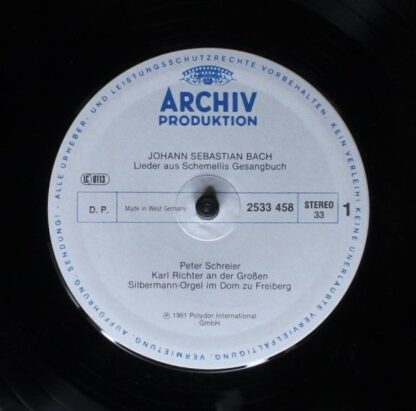 - ALLE URHEBER- UND LEISTUNGSSCHUTZRECHTE VORBEHALTEN · KEIN VERLEIH! KEINE UNERLAUBTE VERVIELFÄLTIGUNG, VERMIETUNG, AUFFÜHRUNG, SENDUNG!
ARCHIV
PRODUKTION
JOHANN SEBASTIAN BACH
Lieder aus Schemellis Gesangbuch
LC 0113
D. P.
Made in West Germany
2533 458
STEREO
33
1
Peter Schreier
Karl Richter an der Großen
Silbermann-Orgel im Dom zu Freiberg
℗ 1981 Polydor International
GmbH